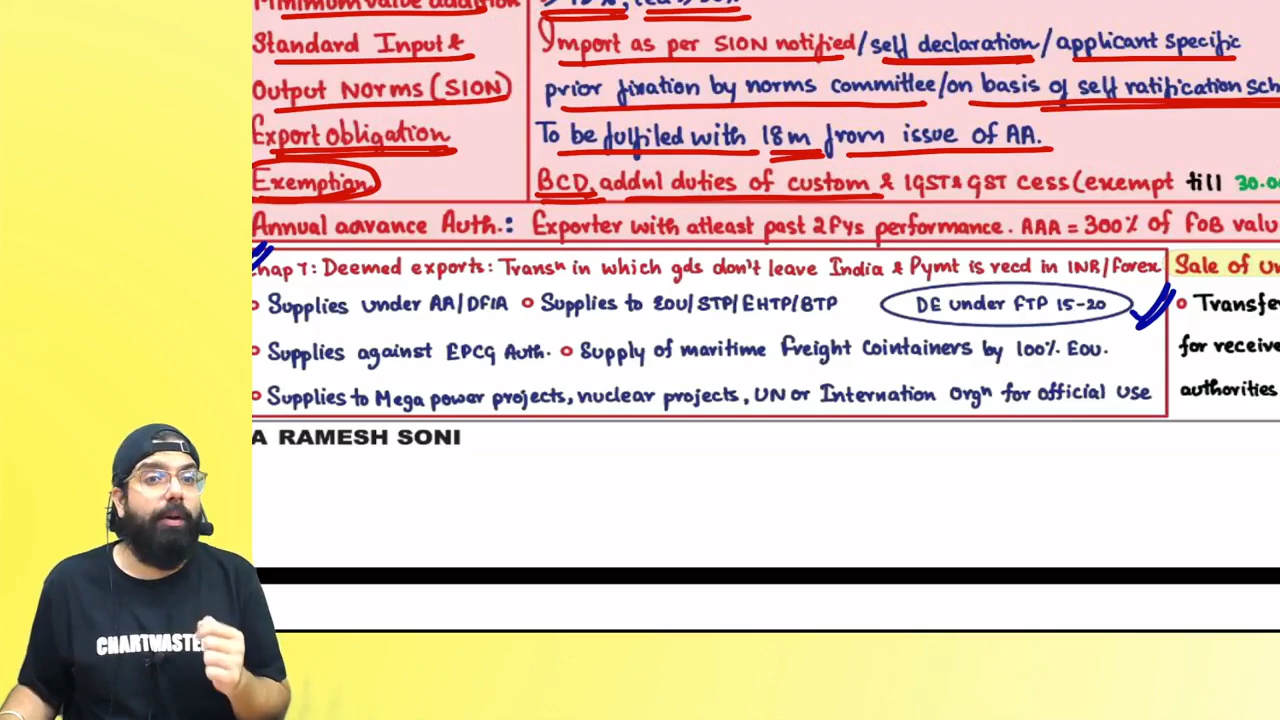 Minimum value addition
Standard Input &
Output Norms (SION)
Import as per SION notified/self declaration/applicant specific
prior fixation by norms committee/on basis of self ratification sch
Export obligation To be fulfiled with 18m from issue of AA.
Exemption BCD, addnl duties of custom & IGST & GST cess (exempt till 30.0
Annual aavance Auth.: Exporter with atleast past 2 fys performance. AAA = 300% of FOB valu
hap 7: Deemed exports: Transⁿ in which gds don't leave India & Pymt is recd in INR/forex
Supplies under AA/DFIA Supplies to EOU/STP/EHTP/BTP DE under FTP 15-20
Supplies against EPCG Auth. Supply of maritime Freight Cointainers by 100% EOU.
Supplies to Mega power projects, nuclear projects, UN or Internation Orgⁿ for official use
Sale of u
Transfe
for receive
authorities
A RAMESH SONI
CHARTMASTE